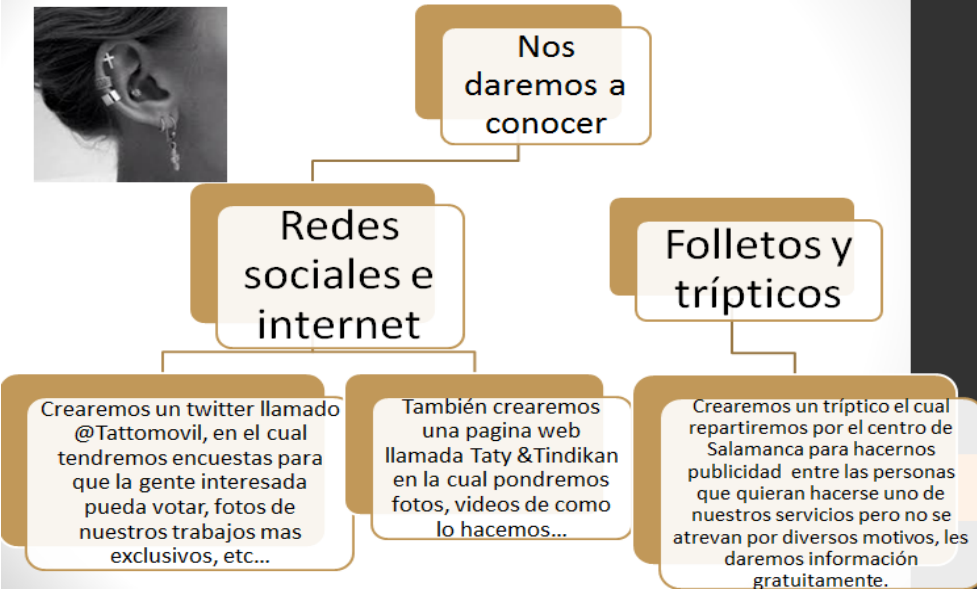 Nos
daremos a
conocer
Redes
sociales e
internet
Folletos y
trípticos
Crearemos un twitter llamado
@Tattomovil, en el cual
tendremos encuestas para
que la gente interesada
pueda votar, fotos de
nuestros trabajos mas
exclusivos, etc...
También crearemos
una pagina web
llamada Taty &Tindikan
en la cual pondremos
fotos, videos de como
lo hacemos...
Crearemos un tríptico el cual
repartiremos por el centro de
Salamanca para hacernos
publicidad  entre las personas
que quieran hacerse uno de
nuestros servicios pero no se
atrevan por diversos motivos, les
daremos información
gratuitamente.